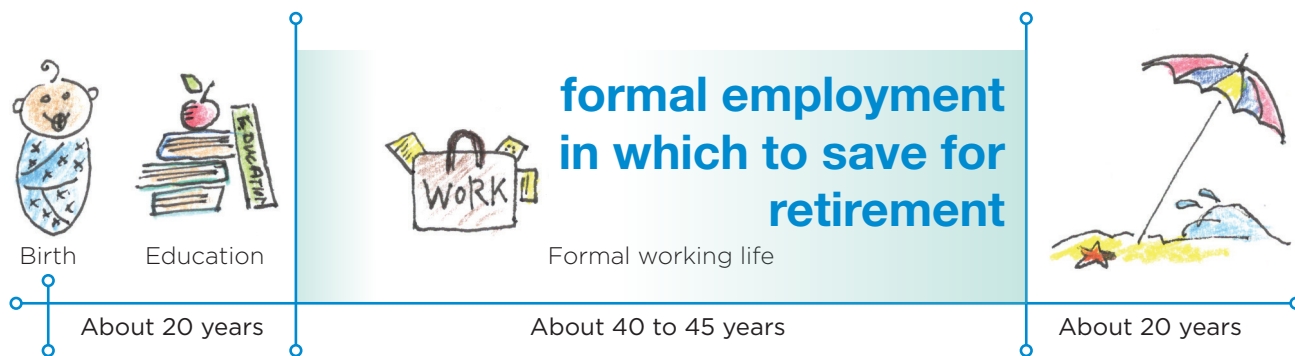 formal employment
in which to save for
retirement
EDUCATION
WORK
Birth
Education
Formal working life
About 20 years
About 40 to 45 years
About 20 years